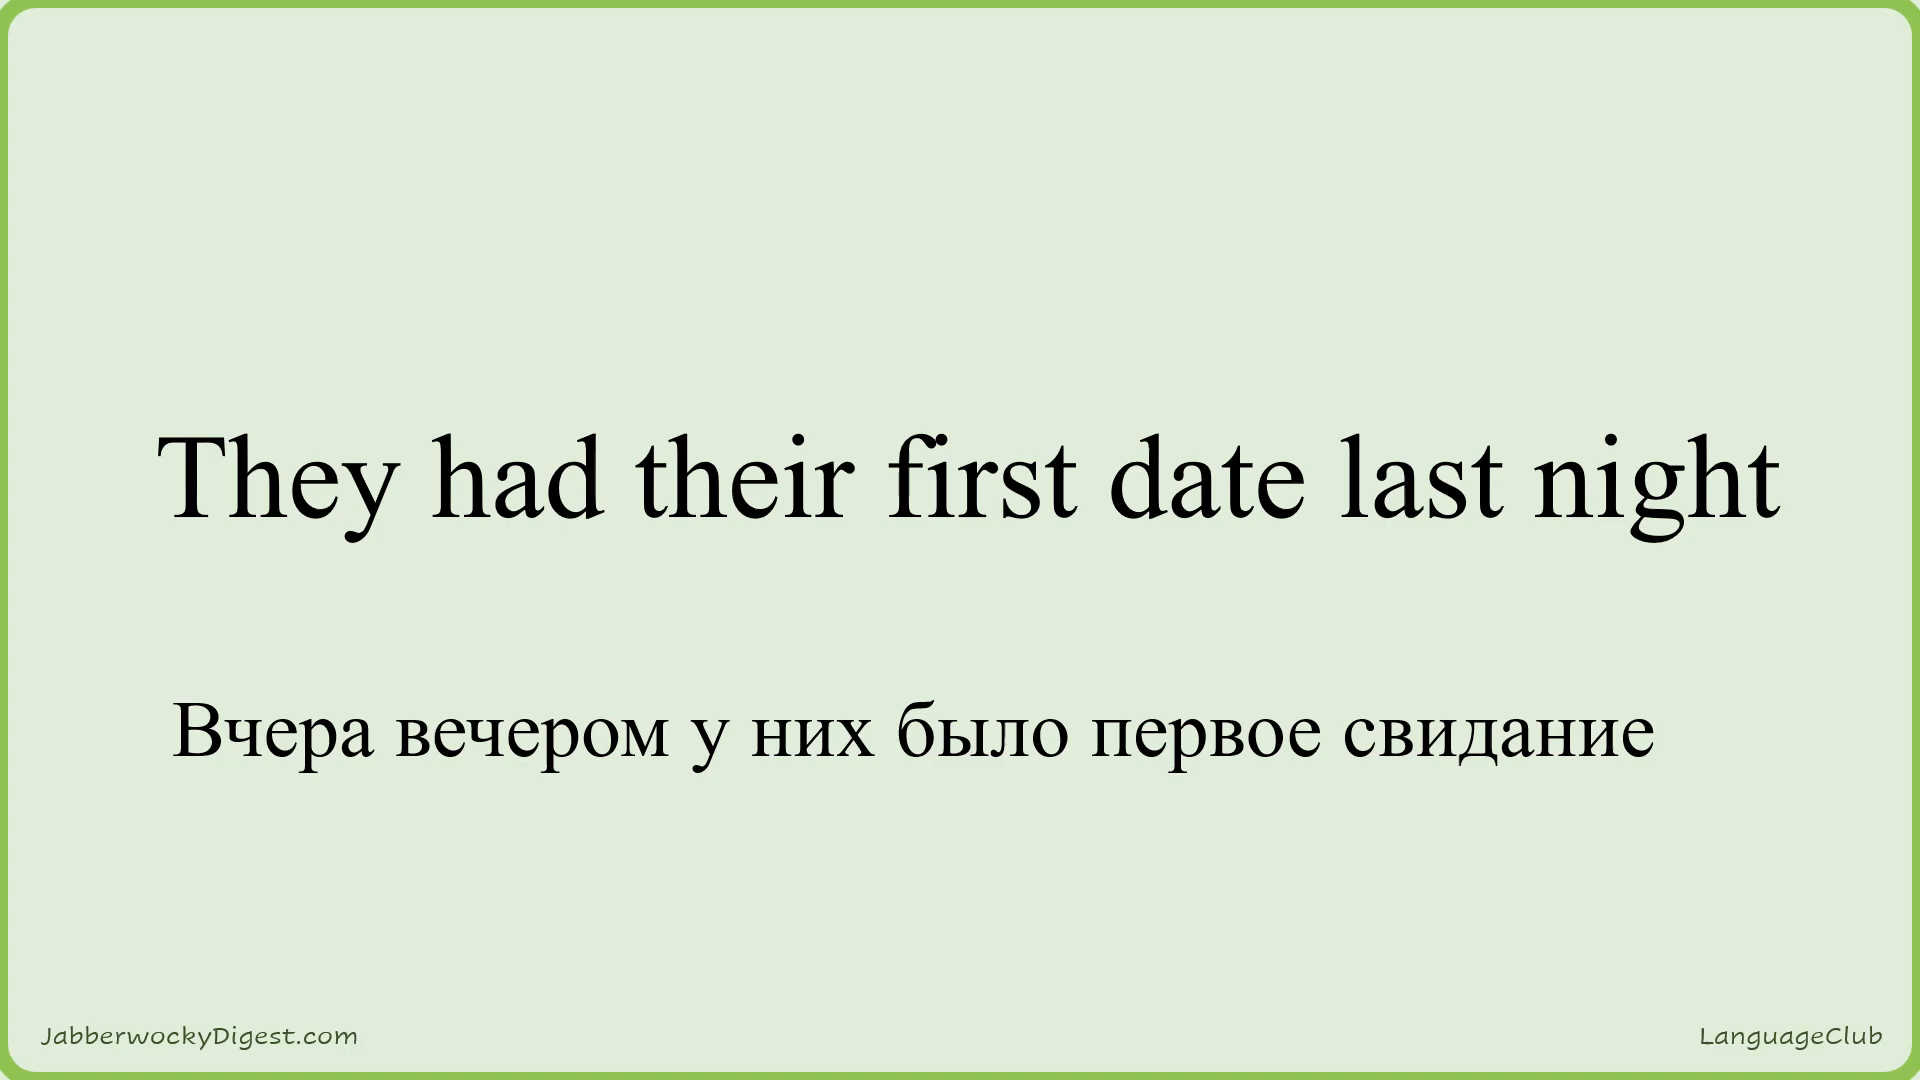 They had their first date last night
Вчера вечером у них было первое свидание
JabberwockyDigest.com
LanguageClub